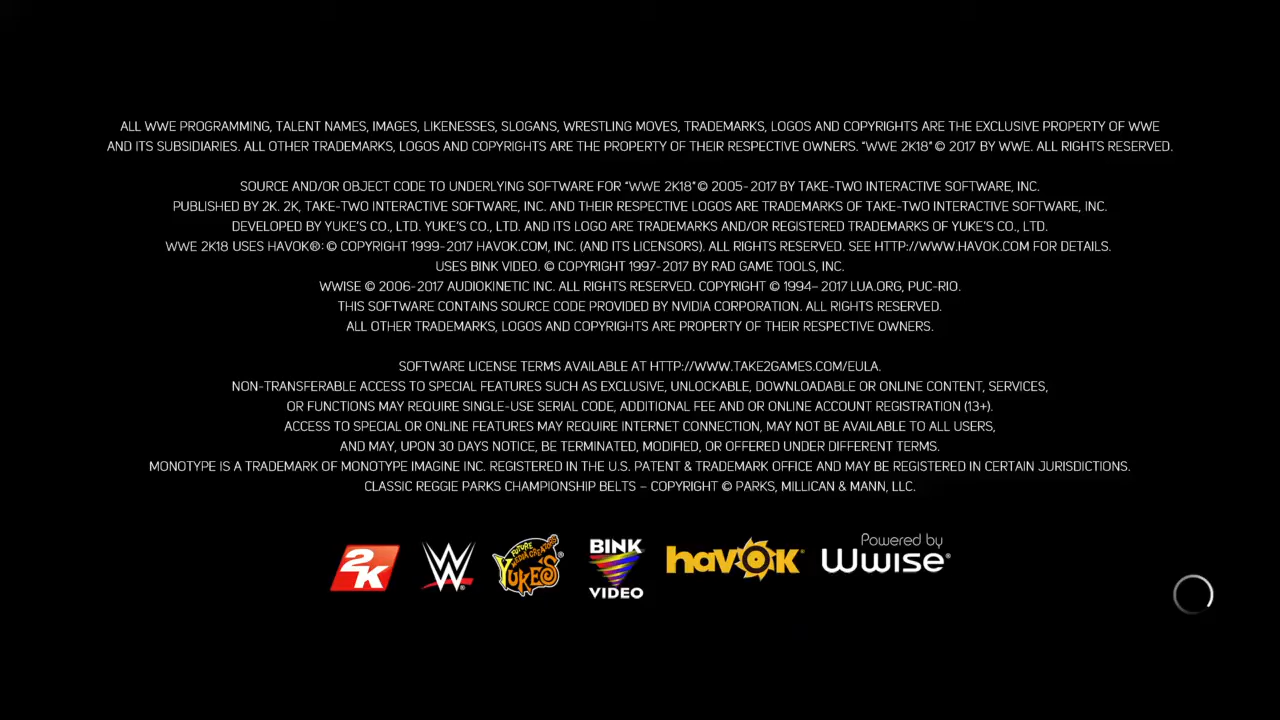 ALL WWE PROGRAMMING, TALENT NAMES, IMAGES, LIKENESSES, SLOGANS, WRESTLING MOVES, TRADEMARKS, LOGOS AND COPYRIGHTS ARE THE EXCLUSIVE PROPERTY OF WWE
AND ITS SUBSIDIARIES. ALL OTHER TRADEMARKS, LOGOS AND COPYRIGHTS ARE THE PROPERTY OF THEIR RESPECTIVE OWNERS. “WWE 2K18” © 2017 BY WWE. ALL RIGHTS RESERVED.
SOURCE AND/OR OBJECT CODE TO UNDERLYING SOFTWARE FOR “WWE 2K18” © 2005-2017 BY TAKE-TWO INTERACTIVE SOFTWARE, INC.
PUBLISHED BY 2K. 2K, TAKE-TWO INTERACTIVE SOFTWARE, INC. AND THEIR RESPECTIVE LOGOS ARE TRADEMARKS OF TAKE-TWO INTERACTIVE SOFTWARE, INC.
DEVELOPED BY YUKE’S CO., LTD. YUKE’S CO., LTD. AND ITS LOGO ARE TRADEMARKS AND/OR REGISTERED TRADEMARKS OF YUKE’S CO., LTD.
WWE 2K18 USES HAVOK®: © COPYRIGHT 1999-2017 HAVOK.COM, INC. (AND ITS LICENSORS). ALL RIGHTS RESERVED. SEE HTTP://WWW.HAVOK.COM FOR DETAILS.
USES BINK VIDEO. © COPYRIGHT 1997-2017 BY RAD GAME TOOLS, INC.
WWISE © 2006-2017 AUDIOKINETIC INC. ALL RIGHTS RESERVED. COPYRIGHT © 1994– 2017 LUA.ORG, PUC-RIO.
THIS SOFTWARE CONTAINS SOURCE CODE PROVIDED BY NVIDIA CORPORATION. ALL RIGHTS RESERVED.
ALL OTHER TRADEMARKS, LOGOS AND COPYRIGHTS ARE PROPERTY OF THEIR RESPECTIVE OWNERS.
SOFTWARE LICENSE TERMS AVAILABLE AT HTTP://WWW.TAKE2GAMES.COM/EULA.
NON-TRANSFERABLE ACCESS TO SPECIAL FEATURES SUCH AS EXCLUSIVE, UNLOCKABLE, DOWNLOADABLE OR ONLINE CONTENT, SERVICES,
OR FUNCTIONS MAY REQUIRE SINGLE-USE SERIAL CODE, ADDITIONAL FEE AND OR ONLINE ACCOUNT REGISTRATION (13+).
ACCESS TO SPECIAL OR ONLINE FEATURES MAY REQUIRE INTERNET CONNECTION, MAY NOT BE AVAILABLE TO ALL USERS,
AND MAY, UPON 30 DAYS NOTICE, BE TERMINATED, MODIFIED, OR OFFERED UNDER DIFFERENT TERMS.
MONOTYPE IS A TRADEMARK OF MONOTYPE IMAGINE INC. REGISTERED IN THE U.S. PATENT & TRADEMARK OFFICE AND MAY BE REGISTERED IN CERTAIN JURISDICTIONS.
CLASSIC REGGIE PARKS CHAMPIONSHIP BELTS – COPYRIGHT © PARKS, MILLICAN & MANN, LLC.
2K
W®
FUTURE MEDIA CREATORS YUKE'S ®
BINK VIDEO
havok®
Powered by
Wwise®